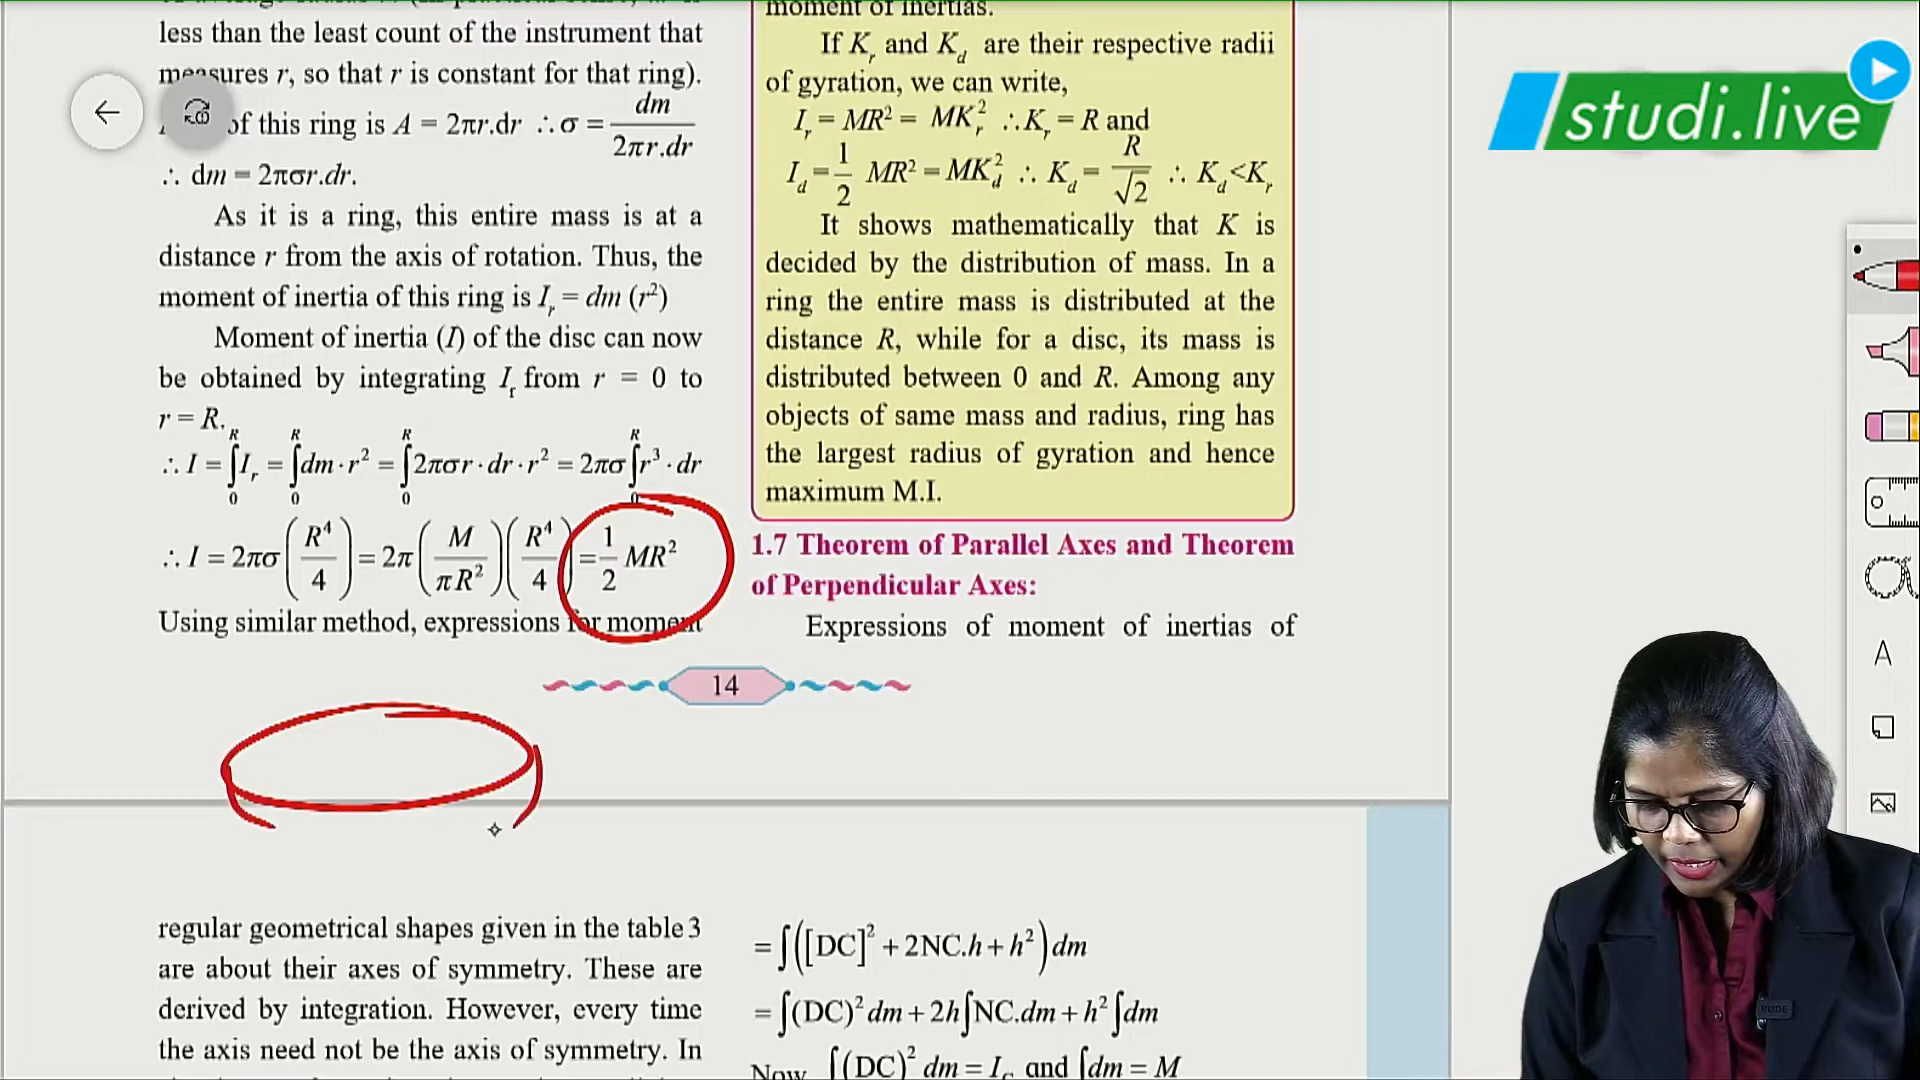 less than the least count of the instrument that
measures r, so that r is constant for that ring).
of this ring is A = 2πr.dr ∴σ = dm / 2πr.dr
∴ dm = 2πσr.dr.
As it is a ring, this entire mass is at a
distance r from the axis of rotation. Thus, the
moment of inertia of this ring is I_r = dm (r²)
Moment of inertia (I) of the disc can now
be obtained by integrating I_r from r = 0 to
r = R.
∴ I = ∫₀ᴿ I_r = ∫₀ᴿ dm · r² = ∫₀ᴿ 2πσr · dr · r² = 2πσ ∫₀ᴿ r³ · dr
∴ I = 2πσ (R⁴/4) = 2π (M/πR²)(R⁴/4) = 1/2 MR²
Using similar method, expressions for moment
moment of inertias.
If K_r and K_d are their respective radii
of gyration, we can write,
I_r = MR² = MK_r² ∴K_r = R and
I_d = 1/2 MR² = MK_d² ∴ K_d = R/√2 ∴ K_d<K_r
It shows mathematically that K is
decided by the distribution of mass. In a
ring the entire mass is distributed at the
distance R, while for a disc, its mass is
distributed between 0 and R. Among any
objects of same mass and radius, ring has
the largest radius of gyration and hence
maximum M.I.
1.7 Theorem of Parallel Axes and Theorem
of Perpendicular Axes:
Expressions of moment of inertias of
14
regular geometrical shapes given in the table 3
are about their axes of symmetry. These are
derived by integration. However, every time
the axis need not be the axis of symmetry. In
= ∫([DC]² + 2NC.h + h²)dm
= ∫(DC)² dm + 2h∫NC.dm + h²∫dm
Now ∫(DC)² dm = I_C and ∫dm = M
studi.live
A
RODE